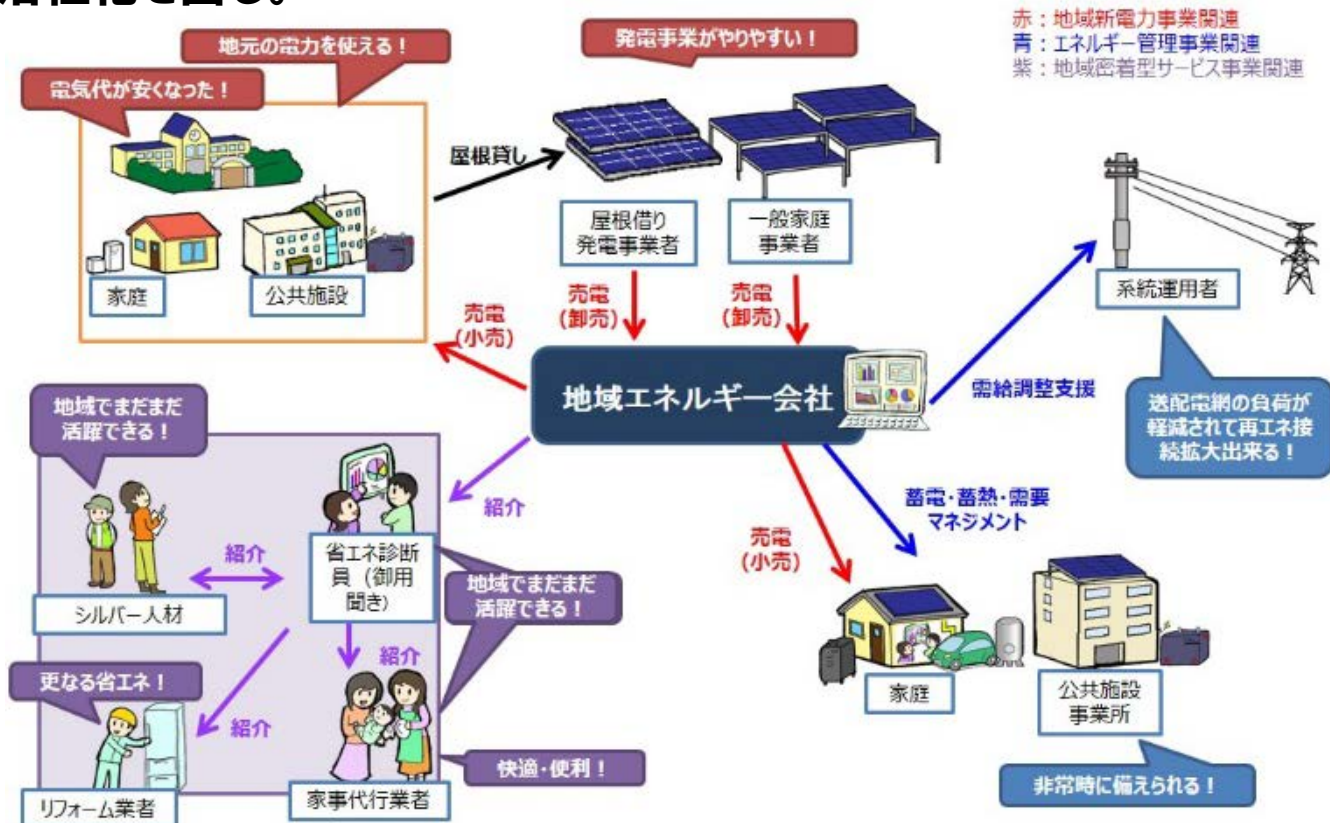 活性化を図る。
赤：地域新電力事業関連
青：エネルギー管理事業関連
紫：地域密着型サービス事業関連
地元の電力を使える！
電気代が安くなった！
発電事業がやりやすい！
屋根貸し
家庭
公共施設
屋根借り
発電事業者
一般家庭
事業者
系統運用者
売電
(小売)
売電
(卸売)
売電
(卸売)
地域エネルギー会社
需給調整支援
送配電網の負荷が
軽減されて再エネ接
続拡大出来る！
地域でまだまだ
活躍できる！
紹介
蓄電・蓄熱・需要
マネジメント
売電
(小売)
シルバー人材
紹介
省エネ診断
員（御用
聞き）
地域でまだまだ
活躍できる！
紹介
更なる省エネ！
紹介
快適・便利！
リフォーム業者
家事代行業者
家庭
公共施設
事業所
非常時に備えられる！